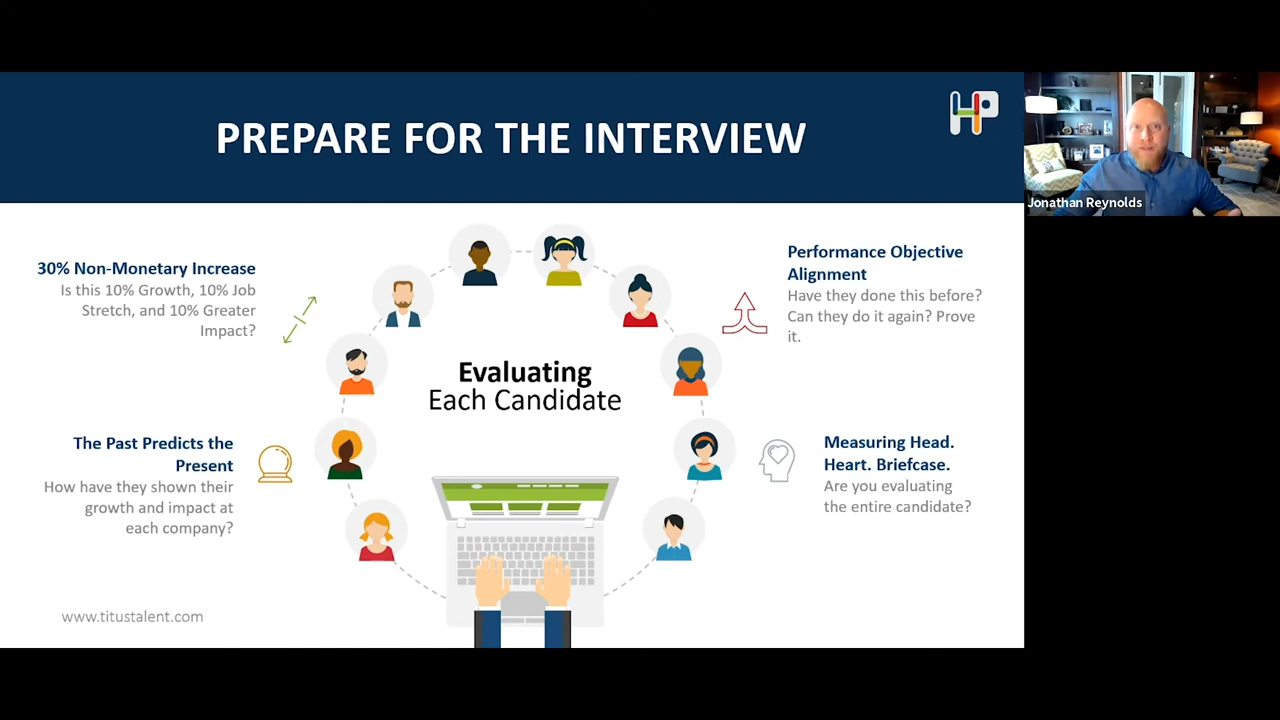 PREPARE FOR THE INTERVIEW
HP
Jonathan Reynolds
30% Non-Monetary Increase
Is this 10% Growth, 10% Job
Stretch, and 10% Greater
Impact?
The Past Predicts the
Present
How have they shown their
growth and impact at
each company?
Evaluating
Each Candidate
Performance Objective
Alignment
Have they done this before?
Can they do it again? Prove
it.
Measuring Head.
Heart. Briefcase.
Are you evaluating
the entire candidate?
www.titustalent.com